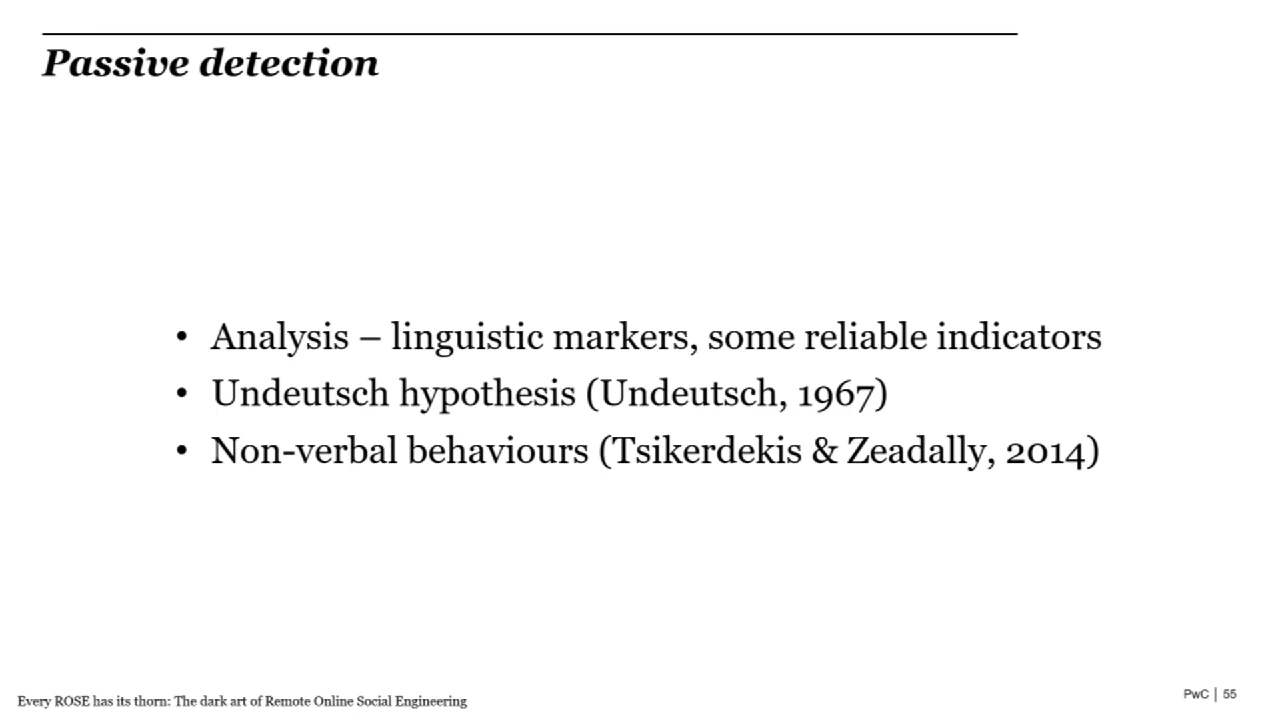 Passive detection
• Analysis – linguistic markers, some reliable indicators
• Undeutsch hypothesis (Undeutsch, 1967)
• Non-verbal behaviours (Tsikerdekis & Zeadally, 2014)
Every ROSE has its thorn: The dark art of Remote Online Social Engineering
PwC | 55